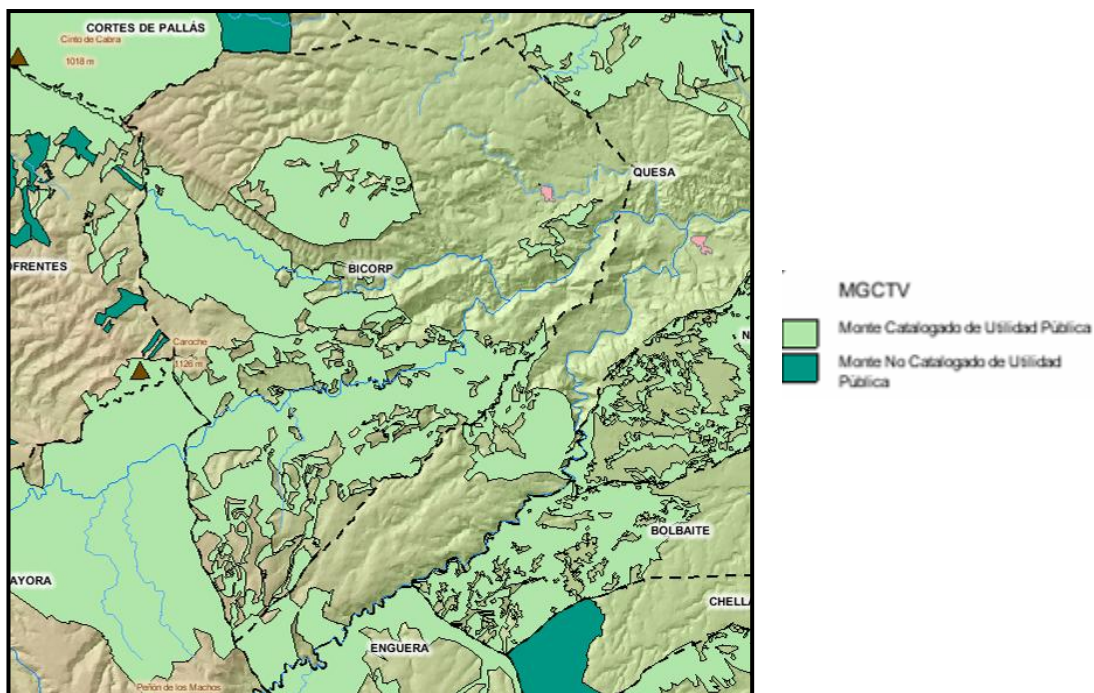 CORTES DE PALLÁS
Cinto de Cabra
1018 m
QUESA
OFRENTES
BICORP
MGCTV
Monte Catalogado de Utilidad Pública
Monte No Catalogado de Utilidad
Pública
Caroche
1126 m
N
BOLBAITE
AYORA
CHELLA
ENGUERA
Peñón de los Machos